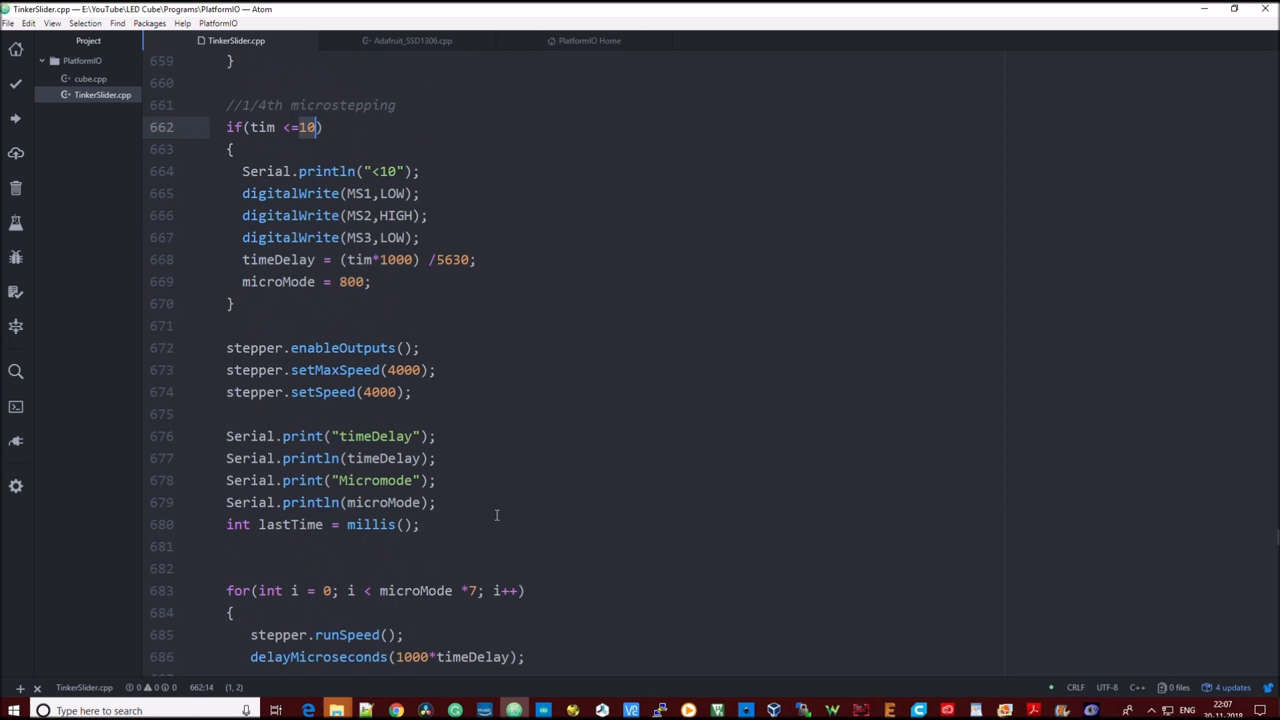 TinkerSlider.cpp — E:\YouTube\LED Cube\Programs\PlatformIO — Atom
File Edit View Selection Find Packages Help PlatformIO
Project
TinkerSlider.cpp
Adafruit_SSD1306.cpp
PlatformIO Home
PlatformIO
cube.cpp
TinkerSlider.cpp
659 }
660
661 //1/4th microstepping
662 if(tim <=10)
663 {
664 Serial.println("<10");
665 digitalWrite(MS1,LOW);
666 digitalWrite(MS2,HIGH);
667 digitalWrite(MS3,LOW);
668 timeDelay = (tim*1000) /5630;
669 microMode = 800;
670 }
671
672 stepper.enableOutputs();
673 stepper.setMaxSpeed(4000);
674 stepper.setSpeed(4000);
675
676 Serial.print("timeDelay");
677 Serial.println(timeDelay);
678 Serial.print("Micromode");
679 Serial.println(microMode);
680 int lastTime = millis();
681
682
683 for(int i = 0; i < microMode *7; i++)
684 {
685 stepper.runSpeed();
686 delayMicroseconds(1000*timeDelay);
TinkerSlider.cpp 0 0 0 662:14 (1, 2) CRLF UTF-8 C++ 0 files 4 updates
Type here to search
ENG
22:07
30-11-2018